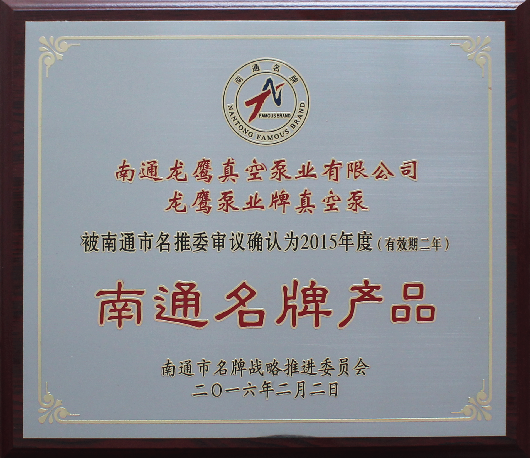 南通名牌
FAMOUS BRAND
NANTONG FAMOUS BRAND
南通龙鹰真空泵业有限公司
龙鹰泵业牌真空泵
被南通市名推委审议确认为2015年度(有效期二年)
南通名牌产品
南通市名牌战略推进委员会
二〇一六年二月二日